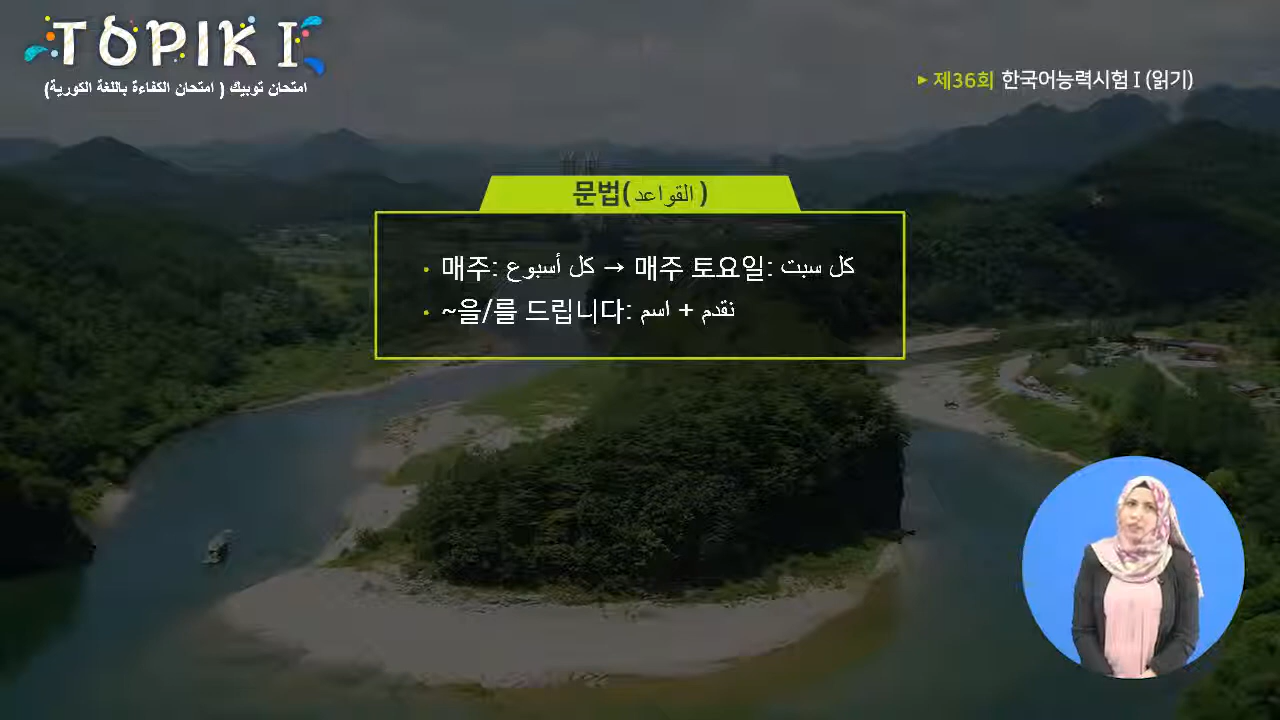 TOPIK I
امتحان توبيك ( امتحان الكفاءة باللغة الكورية)
▸ 제36회 한국어능력시험 I (읽기)
문법(القواعد)
• 매주: كل أسبوع → 매주 토요일: كل سبت
• ~을/를 드립니다: نقدم + اسم